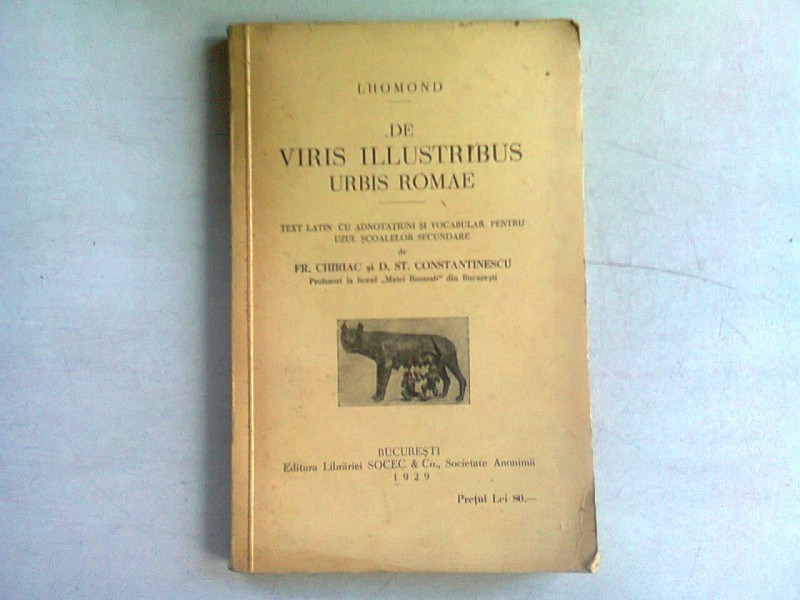 LHOMOND
DE
VIRIS ILLUSTRIBUS
URBIS ROMAE
TEXT LATIN CU ADNOTAȚIUNI ȘI VOCABULAR PENTRU
UZUL ȘCOALELOR SECUNDARE
de
FR. CHIRIAC și D. ST. CONSTANTINESCU
Profesori la liceul „Matei Basarab" din București
BUCUREȘTI
Editura Librăriei SOCEC & Co., Societate Anonimă
1929
Prețul Lei 80.—